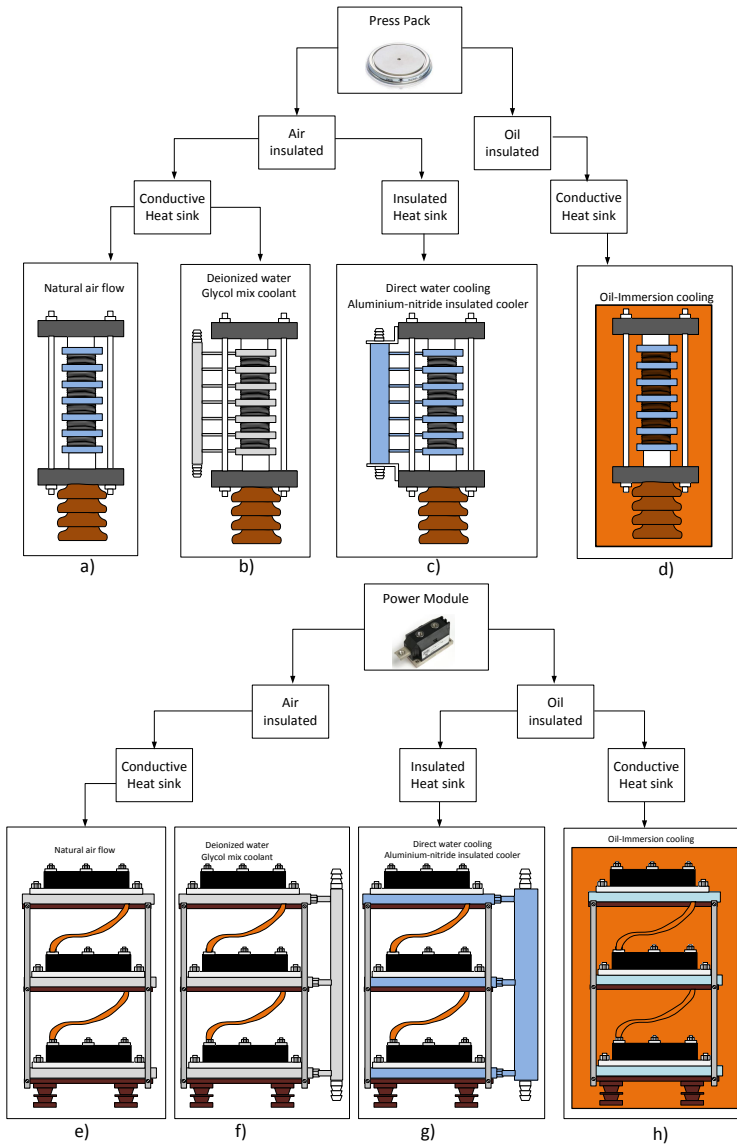 Press Pack
Air
insulated
Oil
insulated
Conductive
Heat sink
Insulated
Heat sink
Conductive
Heat sink
Natural air flow
Deionized water
Glycol mix coolant
Direct water cooling
Aluminium-nitride insulated cooler
Oil-Immersion cooling
a)
b)
c)
d)
Power Module
Air
insulated
Oil
insulated
Conductive
Heat sink
Insulated
Heat sink
Conductive
Heat sink
Natural air flow
Deionized water
Glycol mix coolant
Direct water cooling
Aluminium-nitride insulated cooler
Oil-Immersion cooling
e)
f)
g)
h)